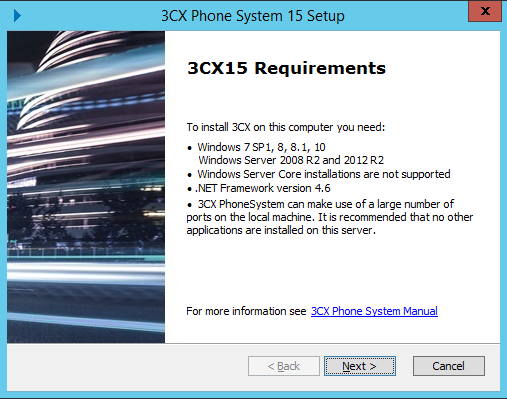 3CX Phone System 15 Setup
x
3CX15 Requirements
To install 3CX on this computer you need:
• Windows 7 SP1, 8, 8.1, 10
Windows Server 2008 R2 and 2012 R2
• Windows Server Core installations are not supported
• .NET Framework version 4.6
• 3CX PhoneSystem can make use of a large number of
ports on the local machine. It is recommended that no other
applications are installed on this server.
For more information see 3CX Phone System Manual
< Back Next > Cancel